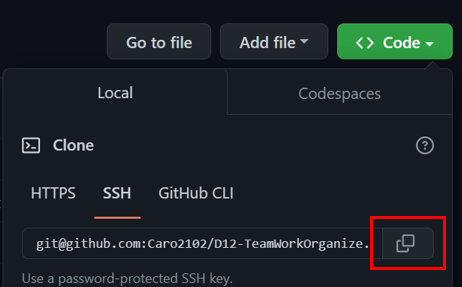 Go to file Add file Code
Local Codespaces
Clone
HTTPS SSH GitHub CLI
git@github.com:Caro2102/D12-TeamWorkOrganize.
Use a password-protected SSH key.